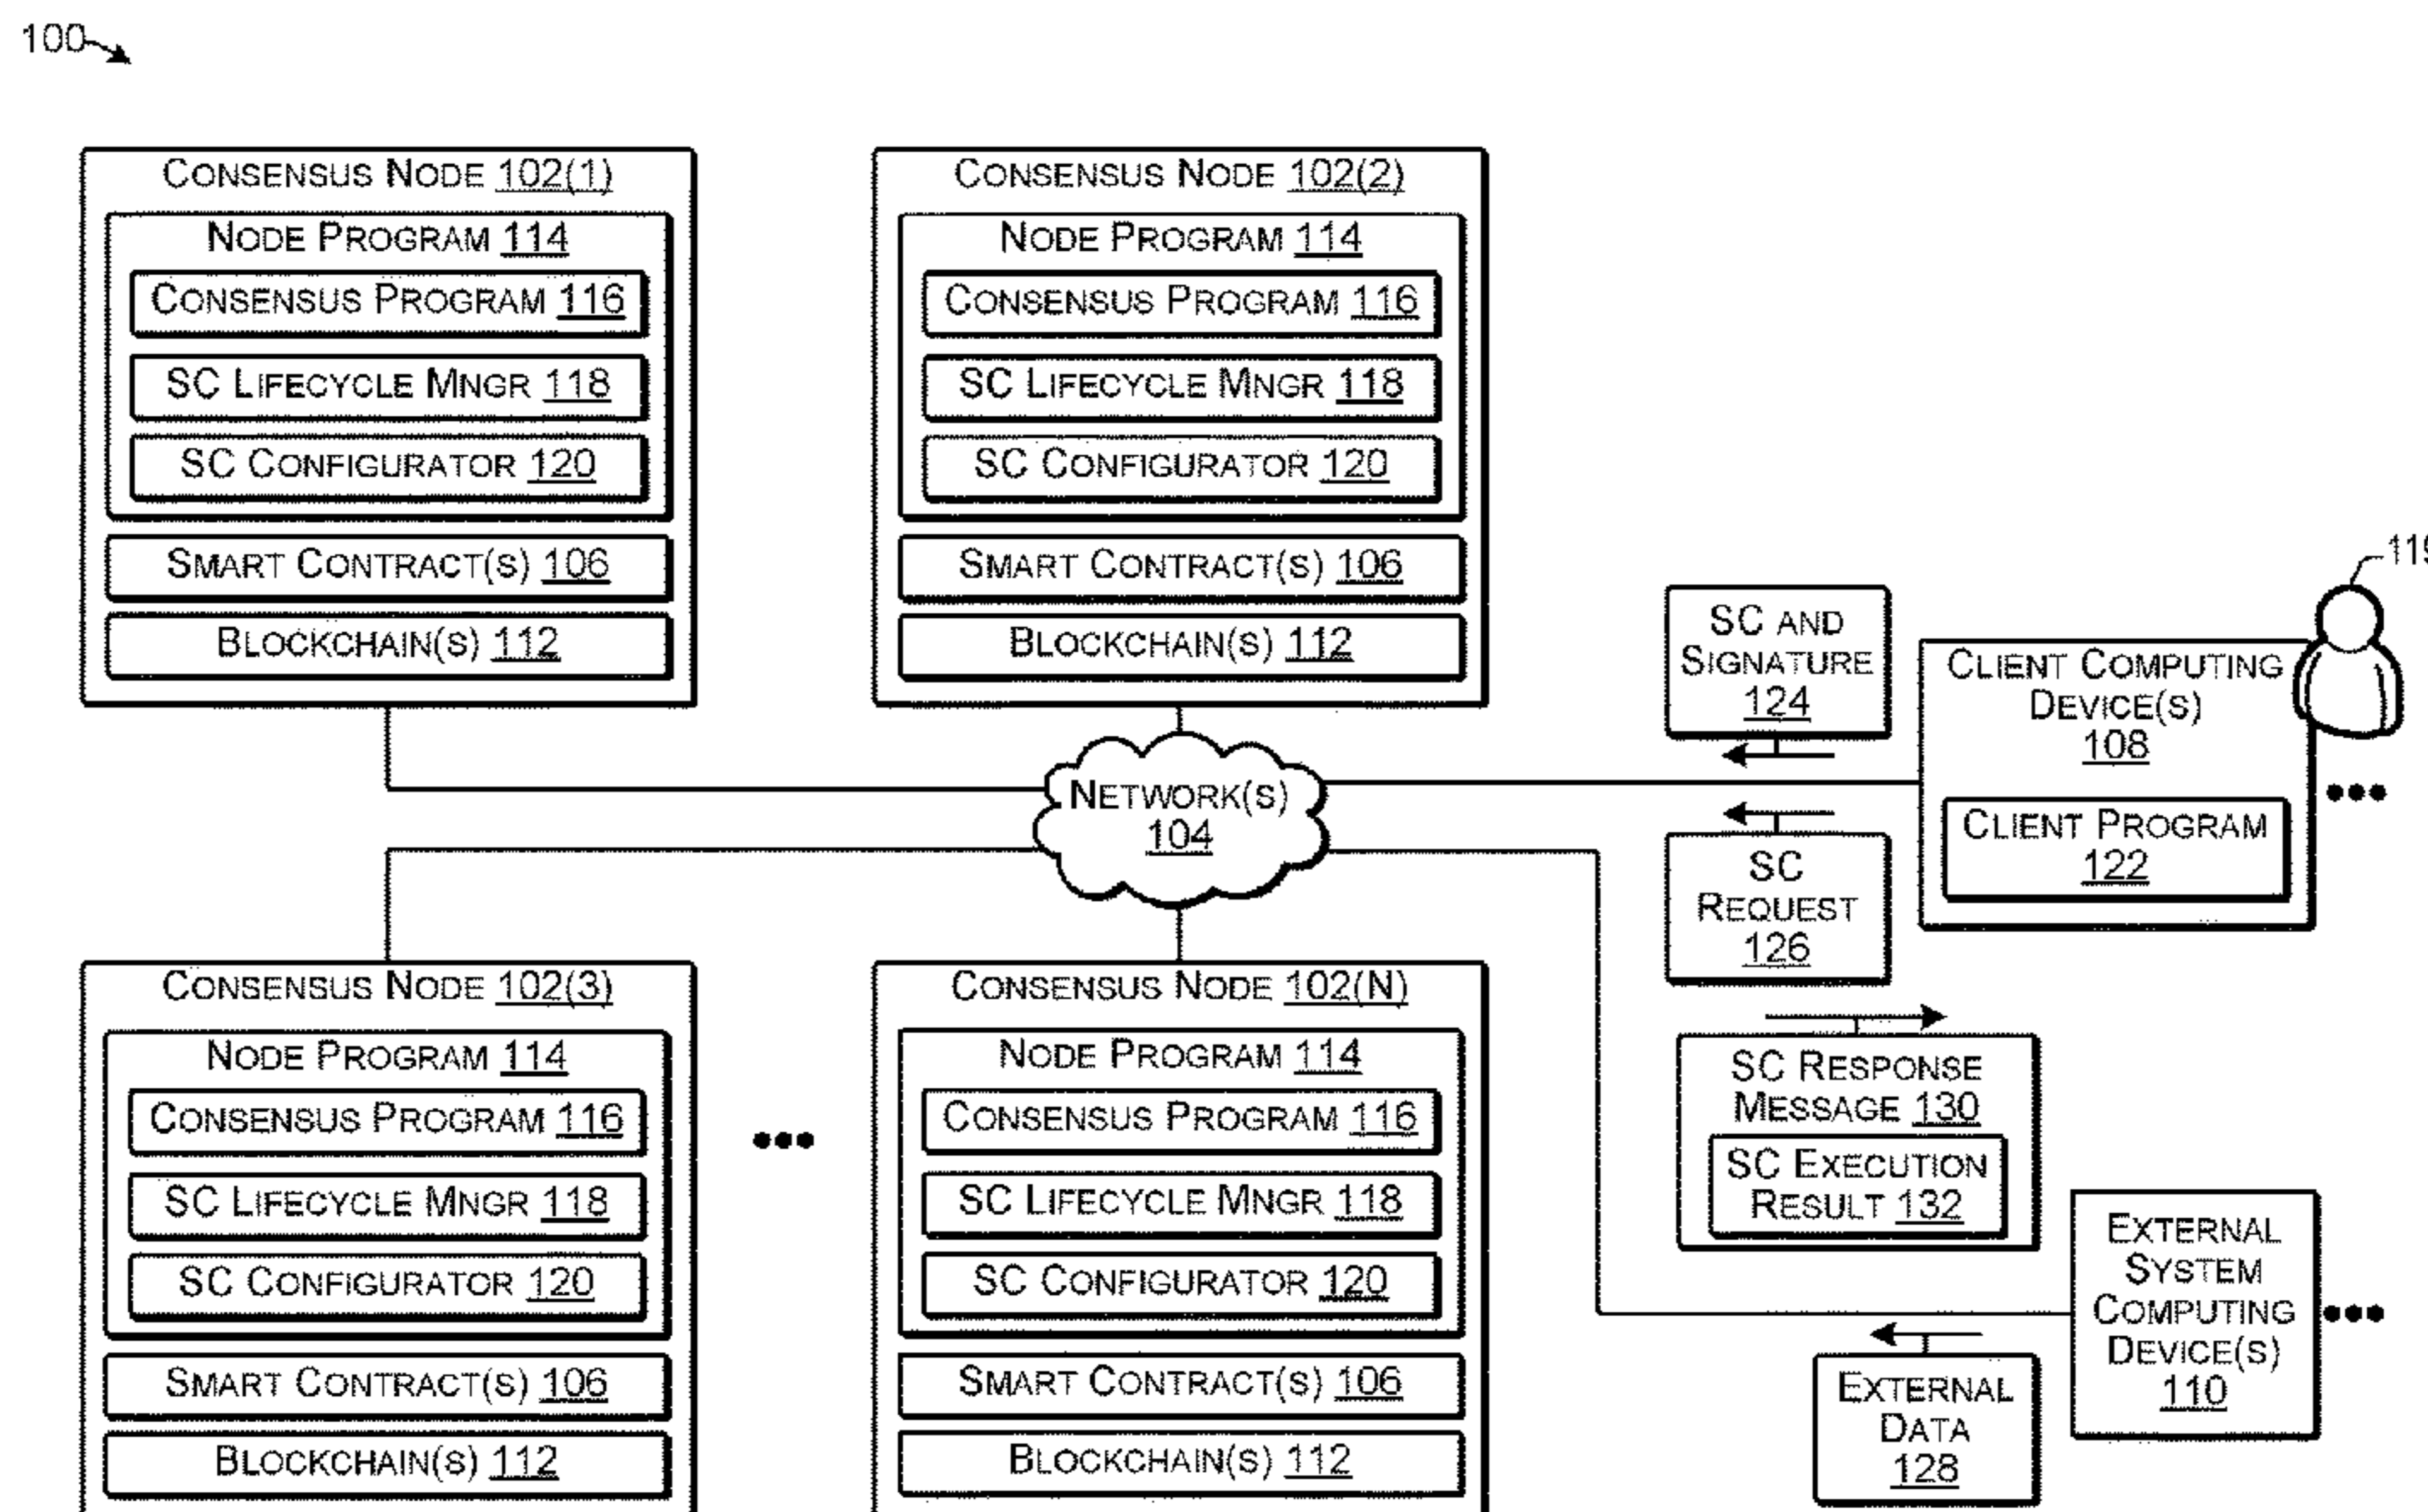 100
CONSENSUS NODE 102(1)
NODE PROGRAM 114
CONSENSUS PROGRAM 116
SC LIFECYCLE MNGR 118
SC CONFIGURATOR 120
SMART CONTRACT(S) 106
BLOCKCHAIN(S) 112
CONSENSUS NODE 102(2)
NODE PROGRAM 114
CONSENSUS PROGRAM 116
SC LIFECYCLE MNGR 118
SC CONFIGURATOR 120
SMART CONTRACT(S) 106
BLOCKCHAIN(S) 112
NETWORK(S)
104
SC AND
SIGNATURE
124
119
CLIENT COMPUTING
DEVICE(S)
108
CLIENT PROGRAM
122
SC
REQUEST
126
CONSENSUS NODE 102(3)
NODE PROGRAM 114
CONSENSUS PROGRAM 116
SC LIFECYCLE MNGR 118
SC CONFIGURATOR 120
SMART CONTRACT(S) 106
BLOCKCHAIN(S) 112
CONSENSUS NODE 102(N)
NODE PROGRAM 114
CONSENSUS PROGRAM 116
SC LIFECYCLE MNGR 118
SC CONFIGURATOR 120
SMART CONTRACT(S) 106
BLOCKCHAIN(S) 112
SC RESPONSE
MESSAGE 130
SC EXECUTION
RESULT 132
EXTERNAL
SYSTEM
COMPUTING
DEVICE(S)
110
EXTERNAL
DATA
128